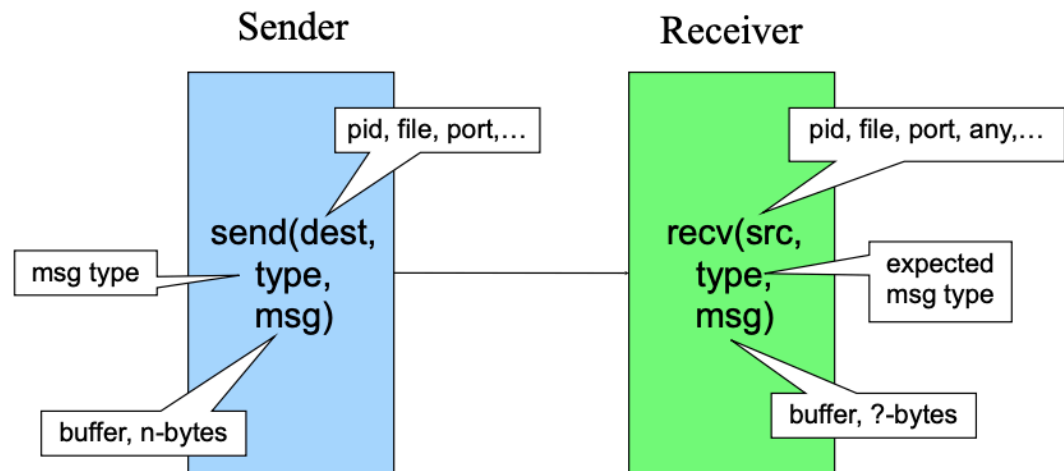 Sender
Receiver
pid, file, port,...
pid, file, port, any,...
send(dest,
type,
msg)
recv(src,
type,
msg)
msg type
expected
msg type
buffer, n-bytes
buffer, ?-bytes